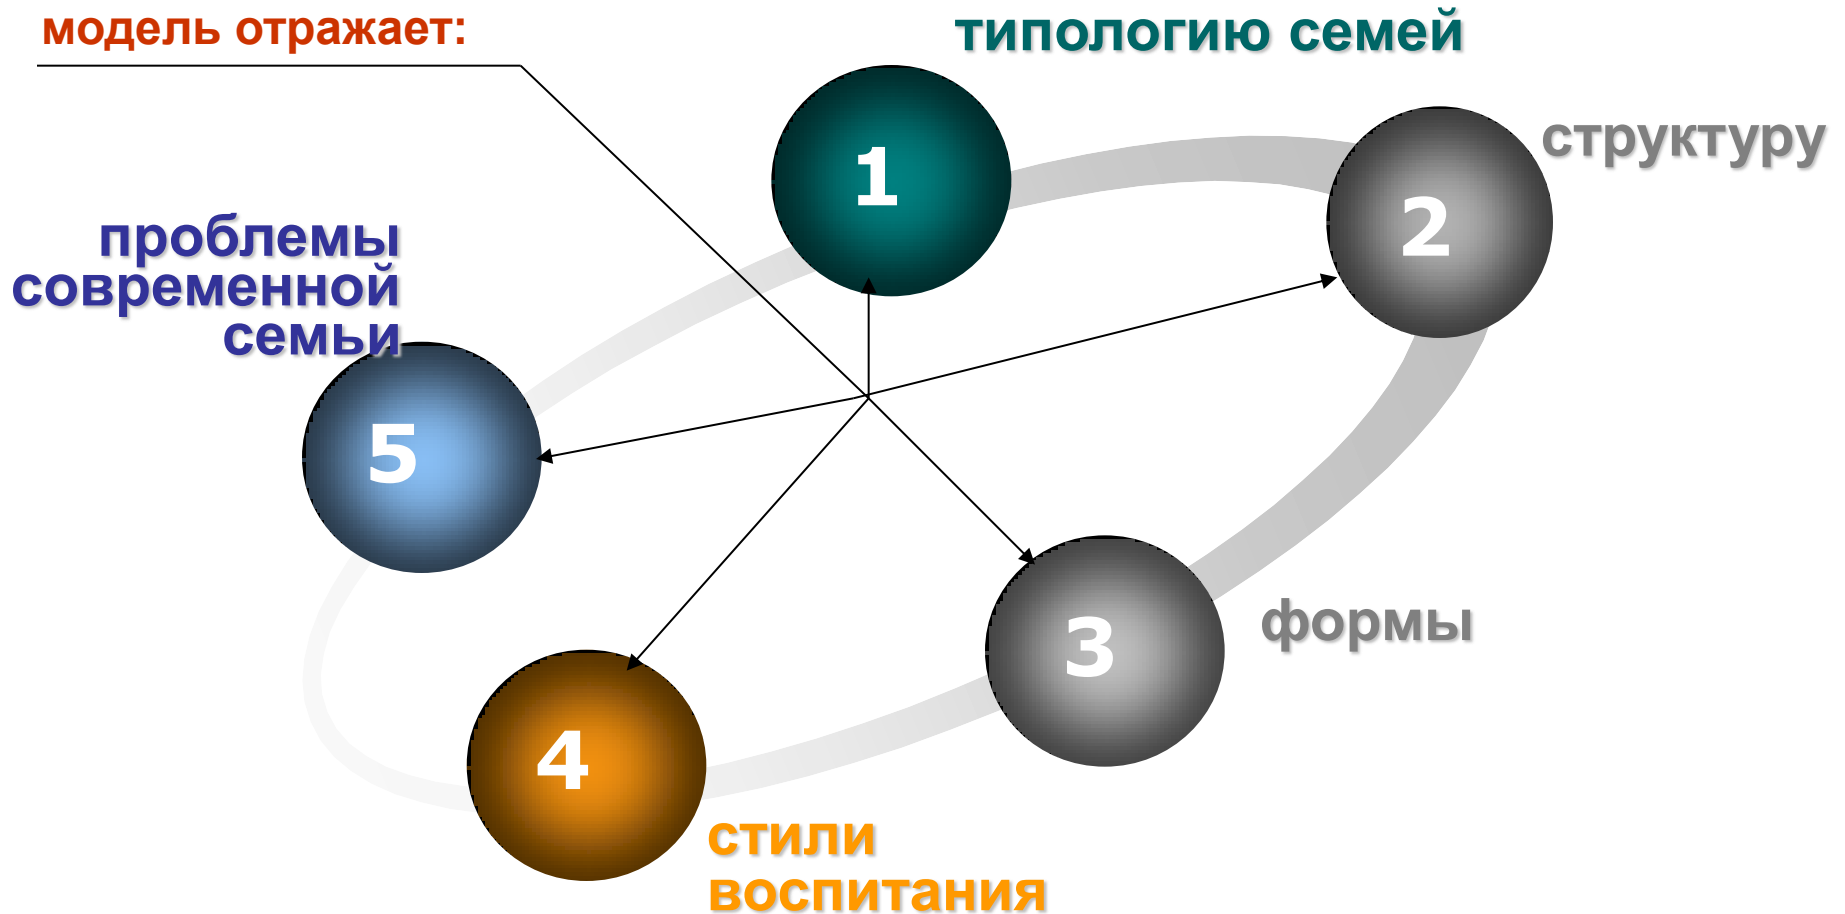 модель отражает:
типологию семей
1
структуру
2
проблемы
современной
семьи
5
3
формы
4
стили
воспитания